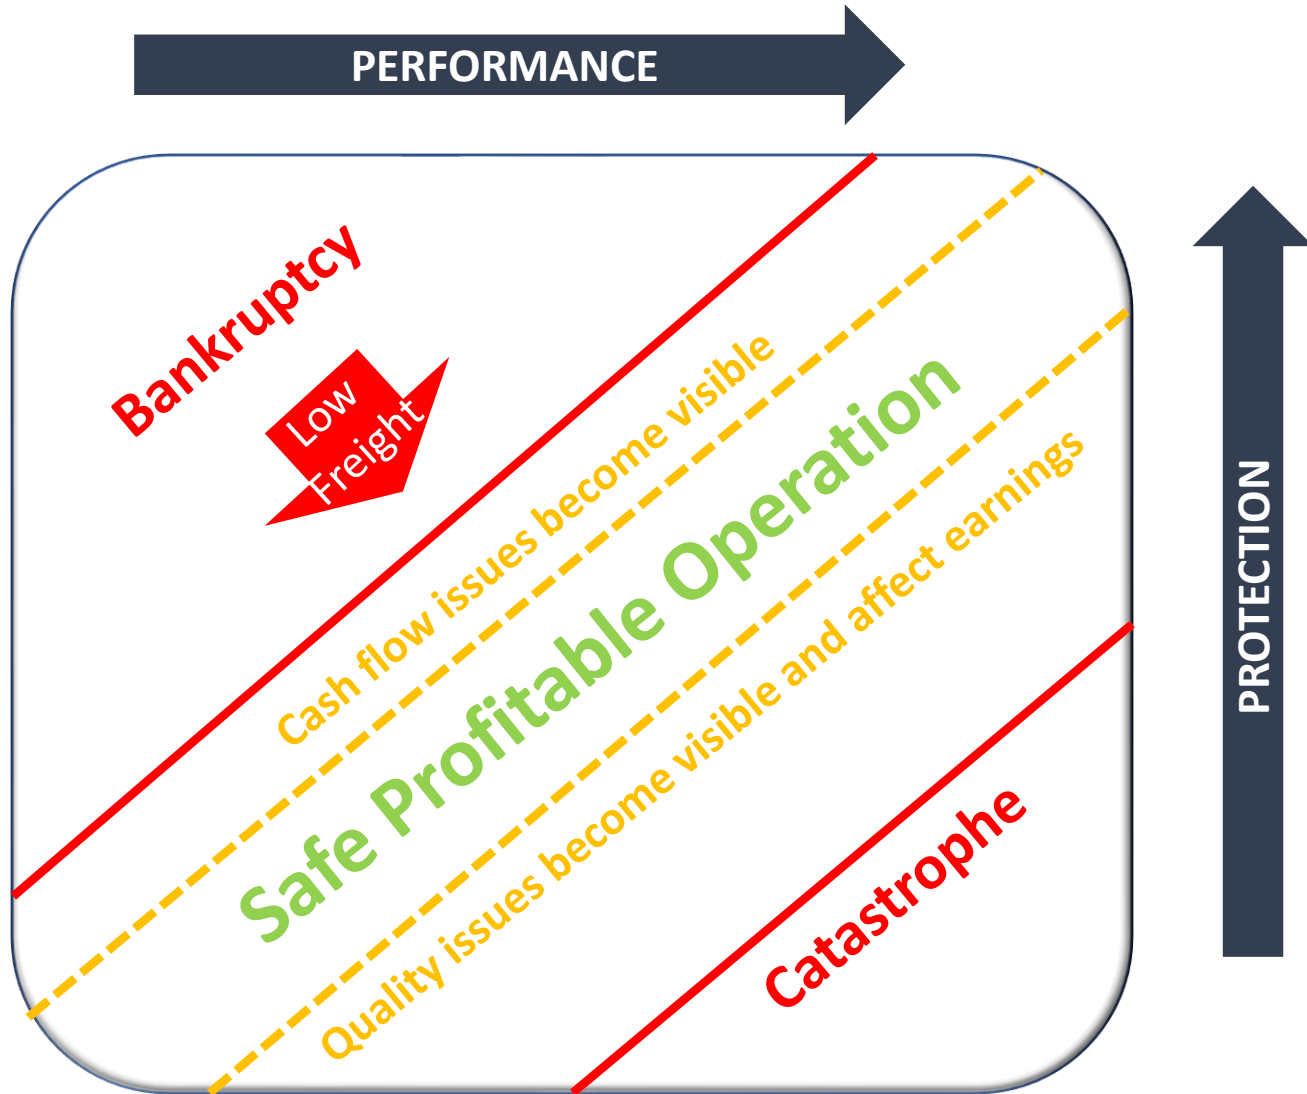 PERFORMANCE
Bankruptcy
Low
Freight
Cash flow issues become visible
Safe Profitable Operation
Quality issues become visible and affect earnings
Catastrophe
PROTECTION